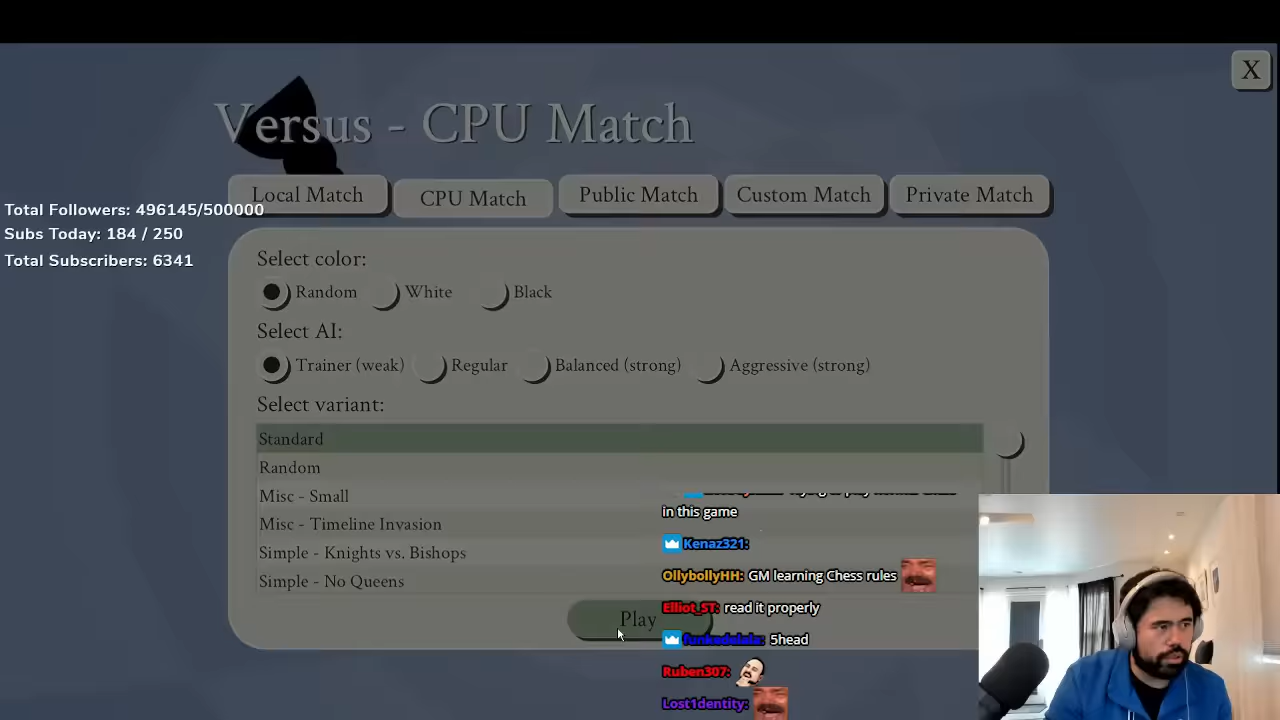 X
Versus - CPU Match
Local Match
CPU Match
Public Match
Custom Match
Private Match
Total Followers: 496145/500000
Subs Today: 184 / 250
Total Subscribers: 6341
Select color:
Random
White
Black
Select AI:
Trainer (weak)
Regular
Balanced (strong)
Aggressive (strong)
Select variant:
Standard
Random
Misc - Small
Misc - Timeline Invasion
Simple - Knights vs. Bishops
Simple - No Queens
Play
in this game
Kenaz321:
OllybollyHH: GM learning Chess rules
Elliot_ST: read it properly
funkedelala: 5head
Ruben307:
Lost1dentity: